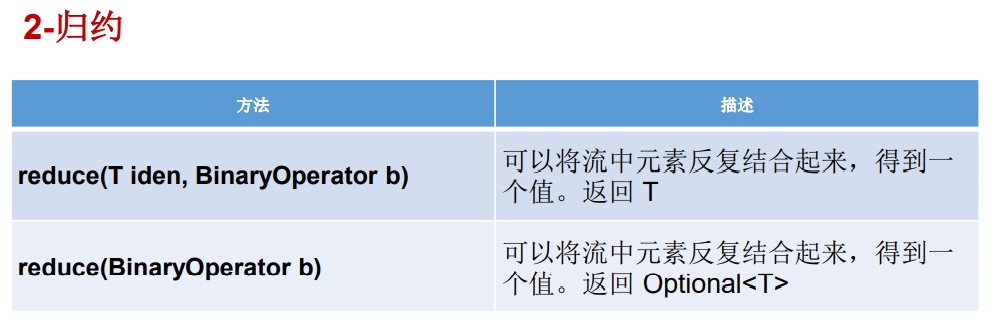 2-归约
方法
描述
reduce(T iden, BinaryOperator b)
可以将流中元素反复结合起来，得到一
个值。返回 T
reduce(BinaryOperator b)
可以将流中元素反复结合起来，得到一
个值。返回 Optional<T>